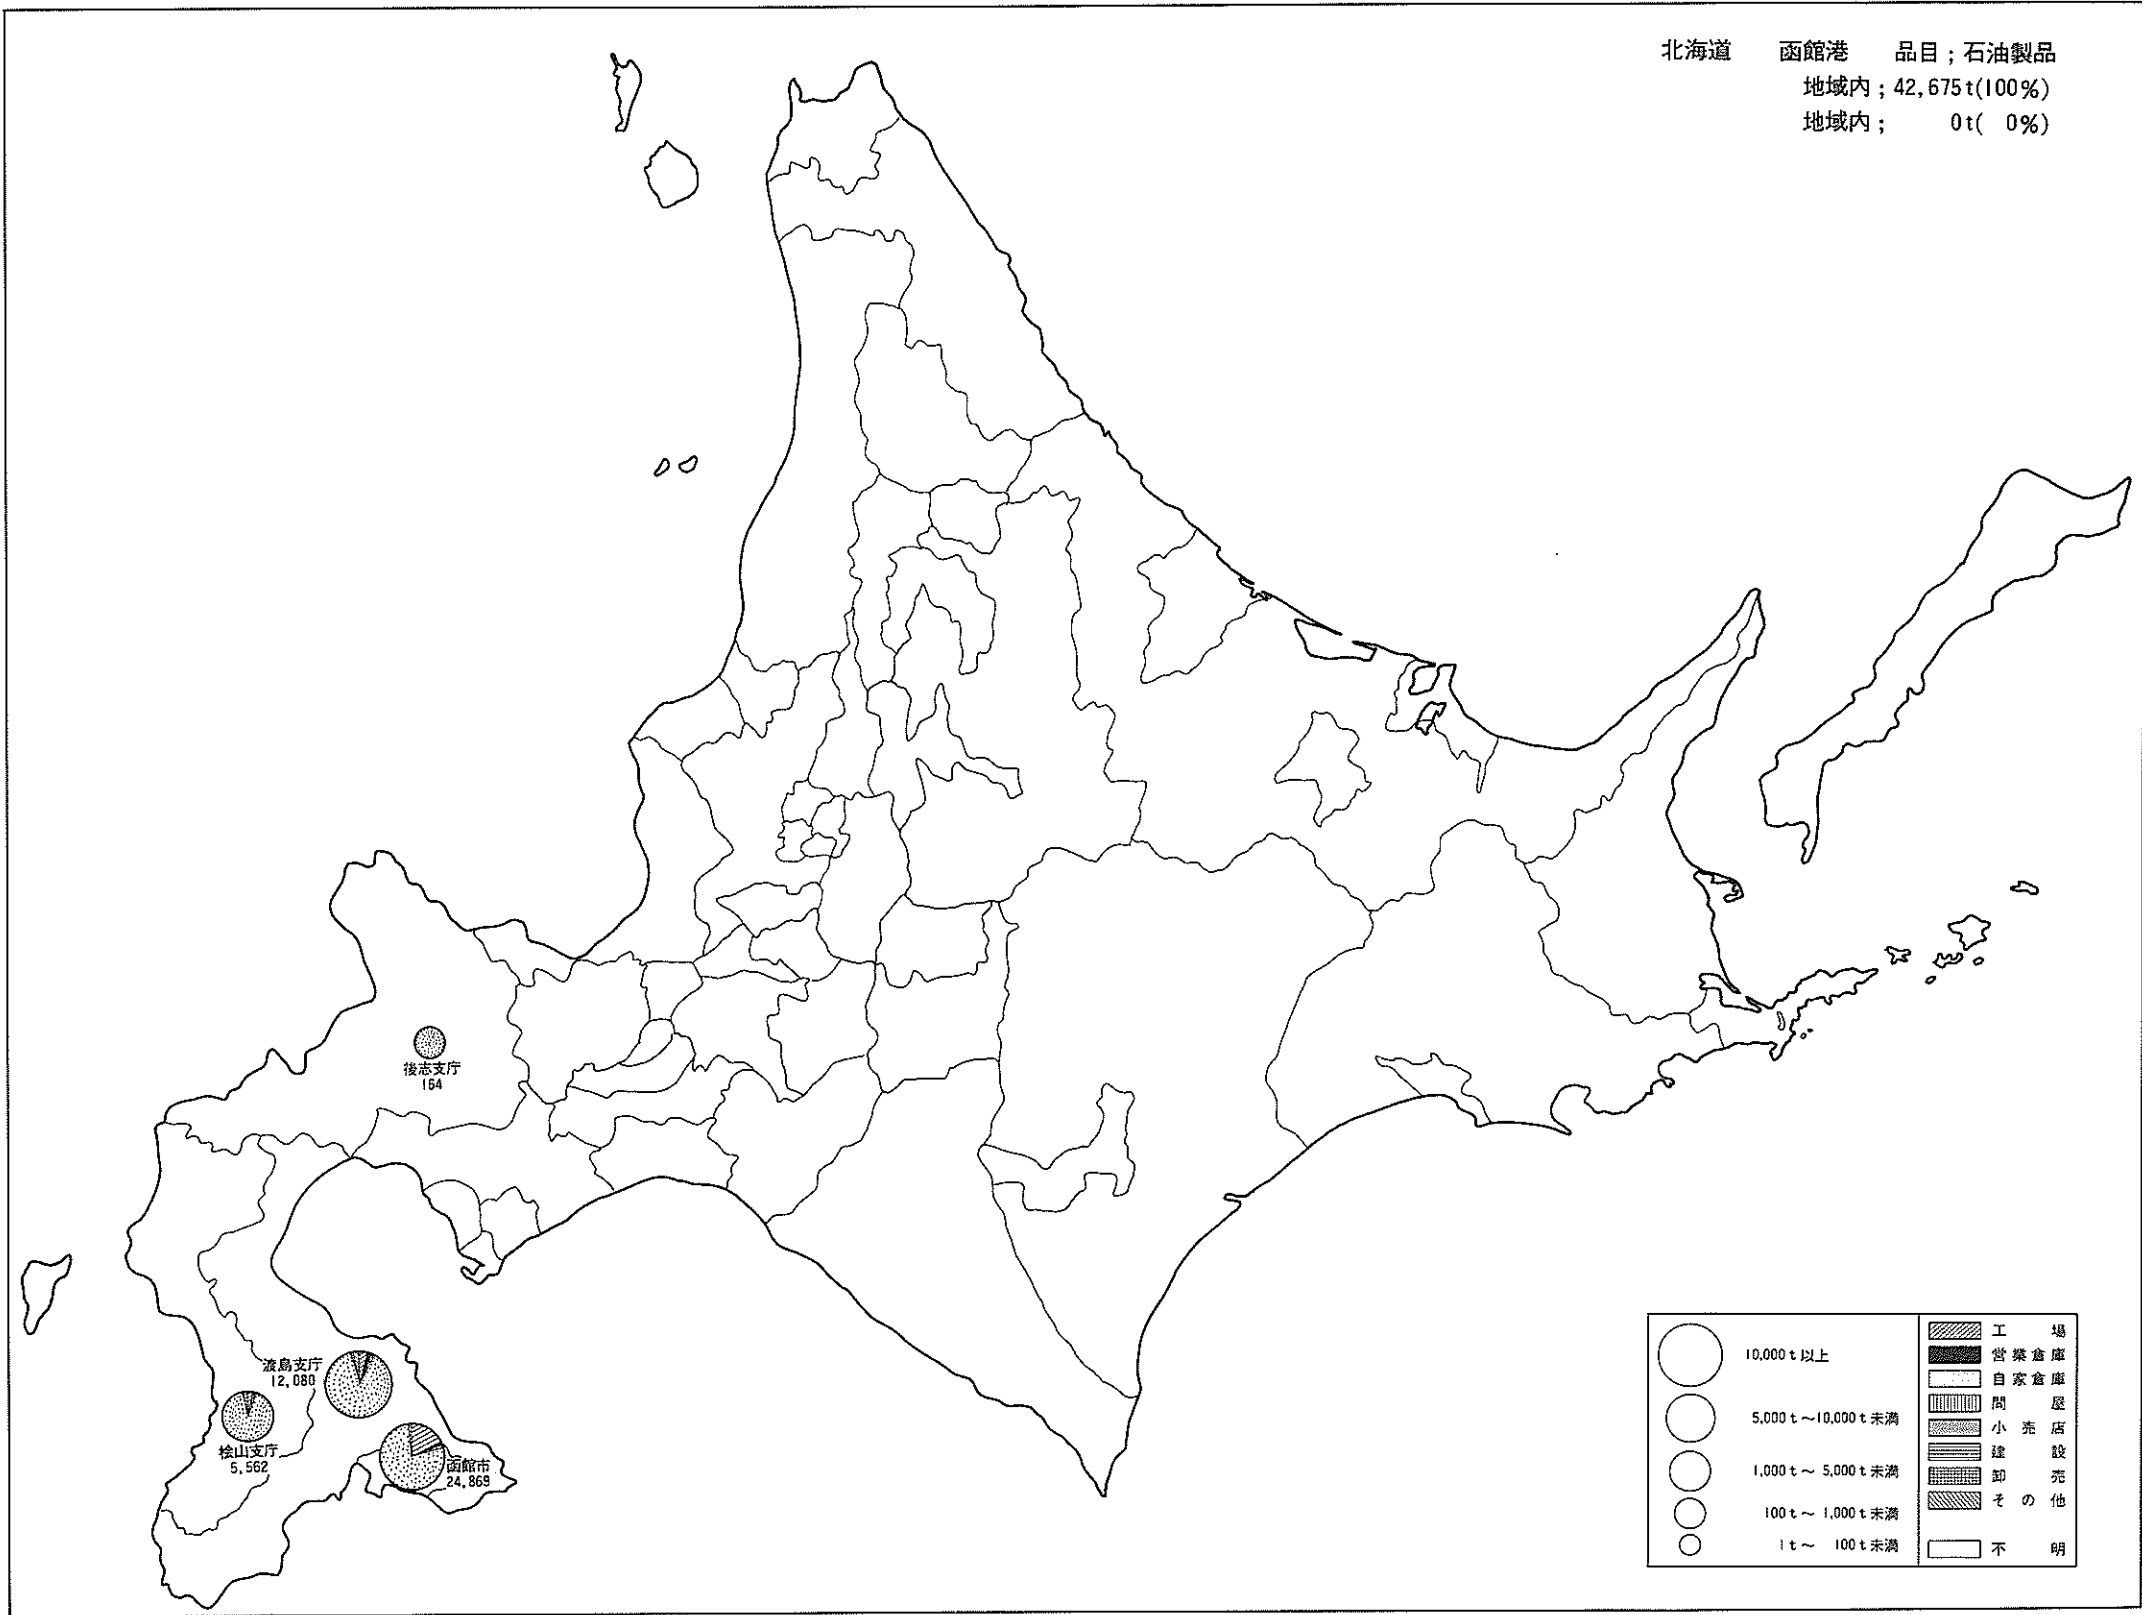 北海道 函館港 品目；石油製品
地域内；42,675t(100%)
地域内； 0t( 0%)
後志支庁
164
渡島支庁
12,080
桧山支庁
5,562
函館市
24,869
10,000t以上
5,000t～10,000t未満
1,000t～ 5,000t未満
100t～ 1,000t未満
1t～ 100t未満
工場
営業倉庫
自家倉庫
問屋
小売店
建設
卸売
その他
不明